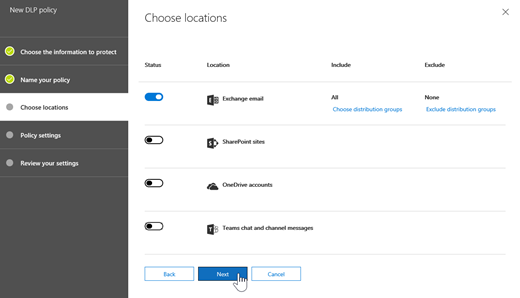 New DLP policy
Choose the information to protect
Name your policy
Choose locations
Policy settings
Review your settings
Choose locations
Status Location Include Exclude
Exchange email All None
Choose distribution groups Exclude distribution groups
SharePoint sites
OneDrive accounts
Teams chat and channel messages
Back Next Cancel